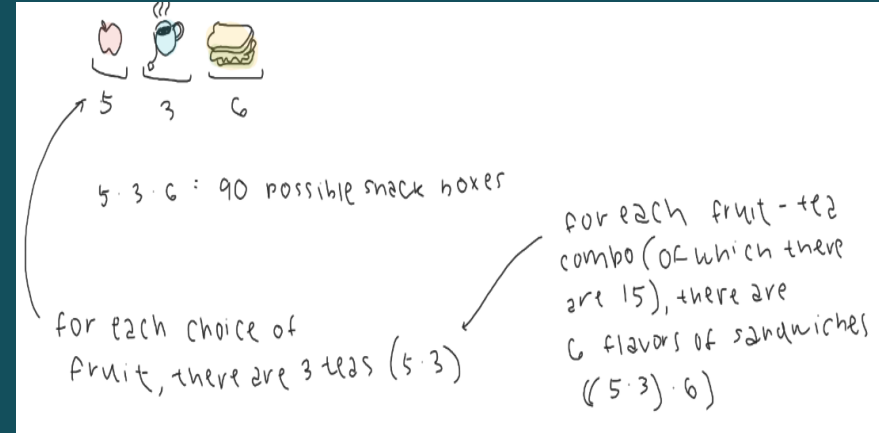 5 3 6
5 · 3 · 6 = 90 possible snack boxes
for each choice of
fruit, there are 3 teas (5·3)
for each fruit-tea
combo (of which there
are 15), there are
6 flavors of sandwiches
((5·3)·6)